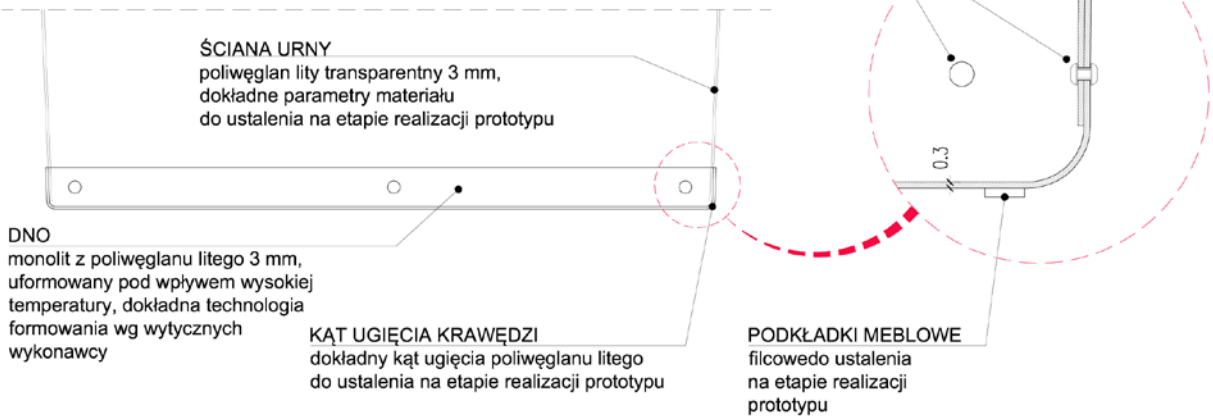 ŚCIANA URNY
poliwęglan lity transparentny 3 mm,
dokładne parametry materiału
do ustalenia na etapie realizacji prototypu
0.3
DNO
monolit z poliwęglanu litego 3 mm,
uformowany pod wpływem wysokiej
temperatury, dokładna technologia
formowania wg wytycznych
wykonawcy
KĄT UGIĘCIA KRAWĘDZI
dokładny kąt ugięcia poliwęglanu litego
do ustalenia na etapie realizacji prototypu
PODKŁADKI MEBLOWE
filcowedo ustalenia
na etapie realizacji
prototypu